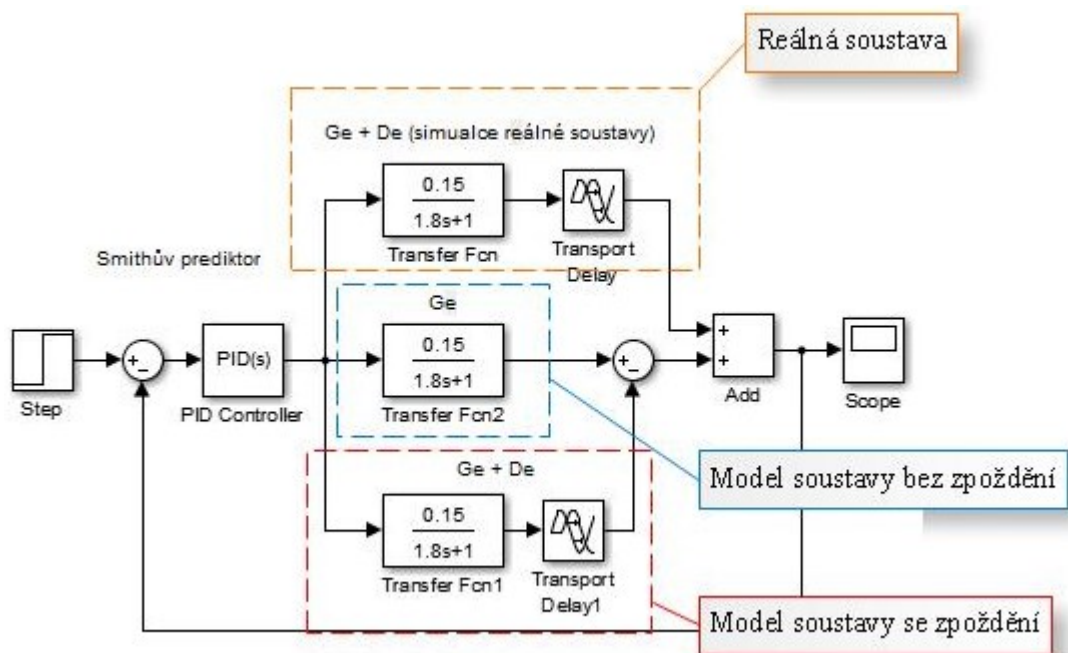 Reálná soustava
Ge + De (simualce reálné soustavy)
0.15
1.8s+1
Transfer Fcn
Transport
Delay
Smithův prediktor
Ge
+
-
PID(s)
0.15
1.8s+1
+
-
+
+
Step
PID Controller
Transfer Fcn2
Add
Scope
Model soustavy bez zpoždění
Ge + De
0.15
1.8s+1
Transfer Fcn1
Transport
Delay1
Model soustavy se zpoždění